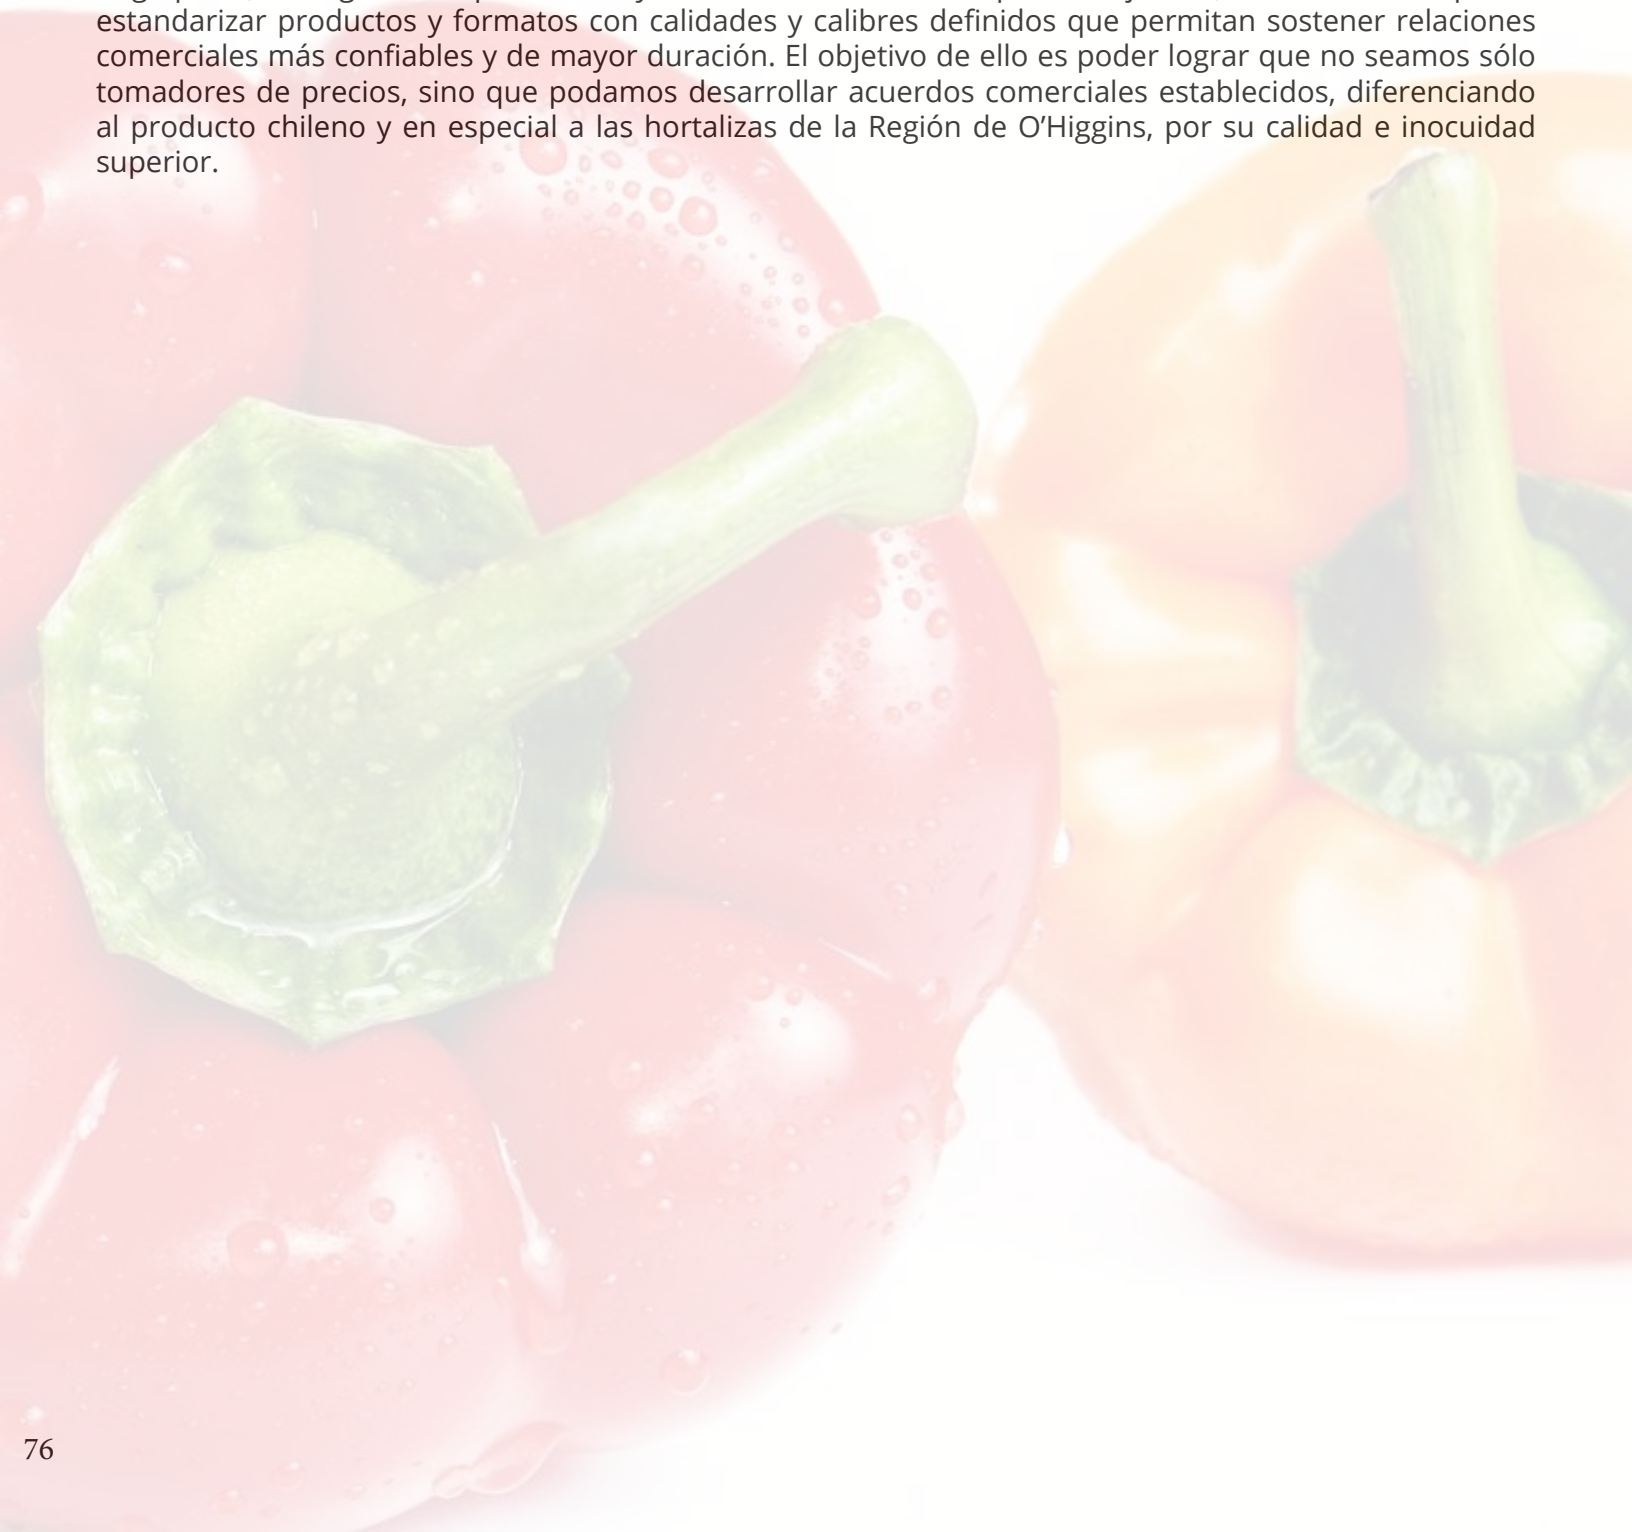 estandarizar productos y formatos con calidades y calibres definidos que permitan sostener relaciones
comerciales más confiables y de mayor duración. El objetivo de ello es poder lograr que no seamos sólo
tomadores de precios, sino que podamos desarrollar acuerdos comerciales establecidos, diferenciando
al producto chileno y en especial a las hortalizas de la Región de O’Higgins, por su calidad e inocuidad
superior.
76